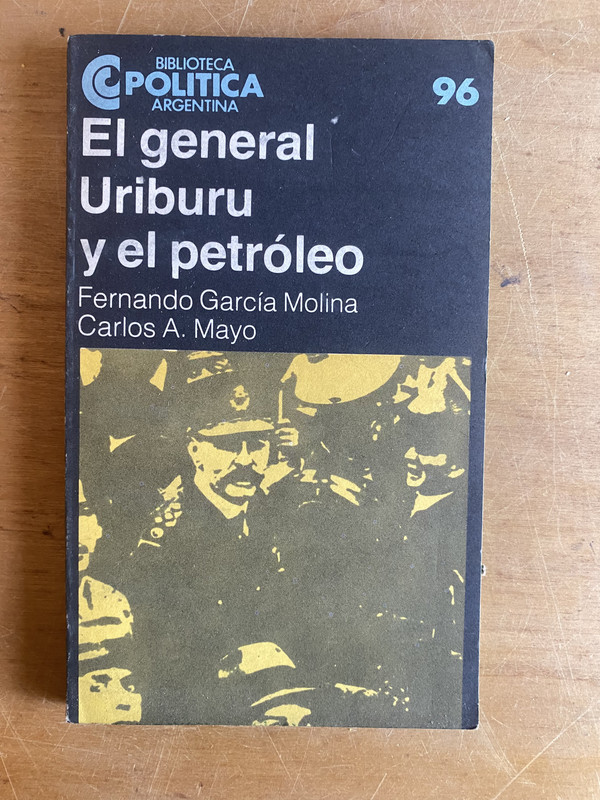 BIBLIOTECA
POLITICA
ARGENTINA
96
El general
Uriburu
y el petróleo
Fernando García Molina
Carlos A. Mayo